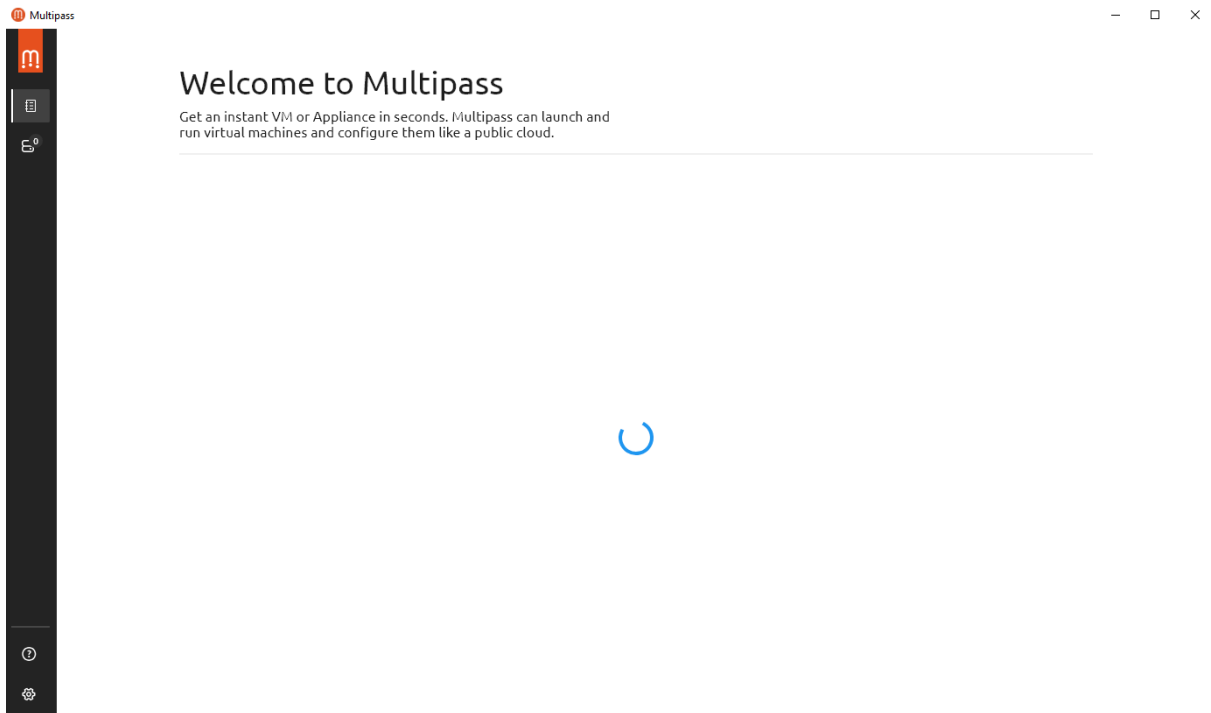 Multipass
Welcome to Multipass
Get an instant VM or Appliance in seconds. Multipass can launch and
run virtual machines and configure them like a public cloud.
0